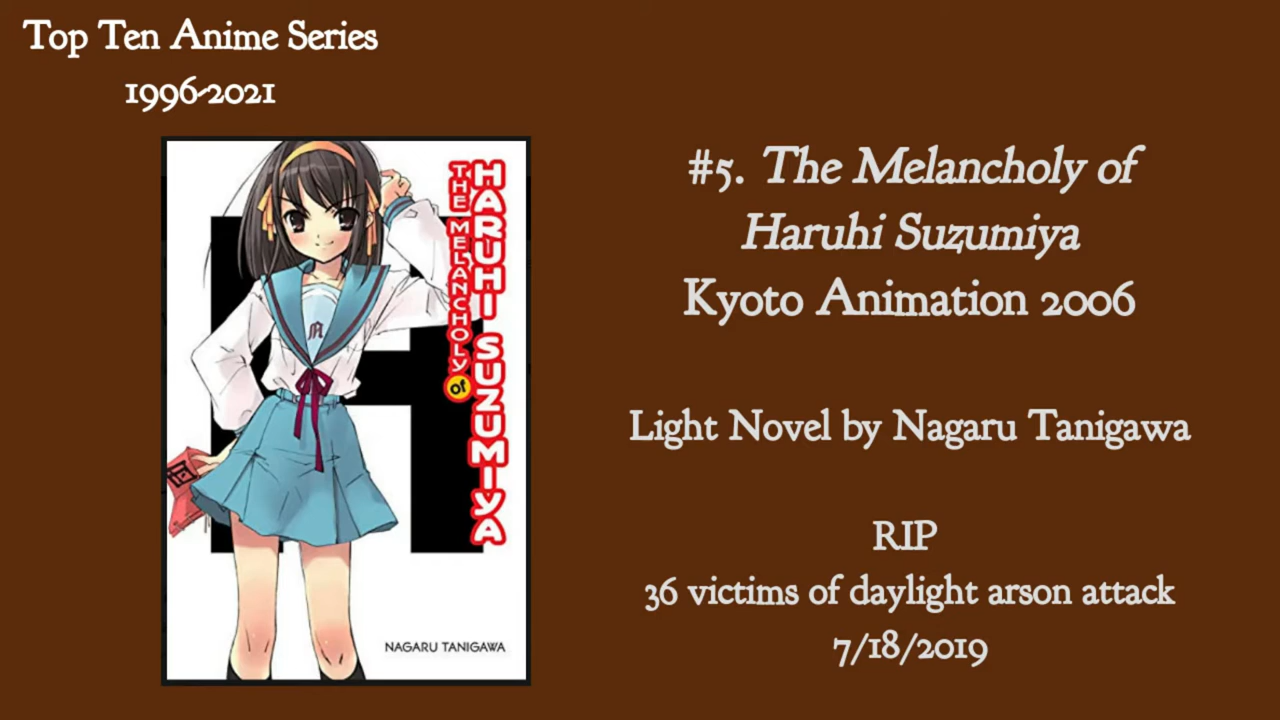 Top Ten Anime Series
1996-2021
#5. The Melancholy of
Haruhi Suzumiya
Kyoto Animation 2006
Light Novel by Nagaru Tanigawa
RIP
36 victims of daylight arson attack
7/18/2019
THE MELANCHOLY of
HARUHI SUZUMIYA
A
NAGARU TANIGAWA